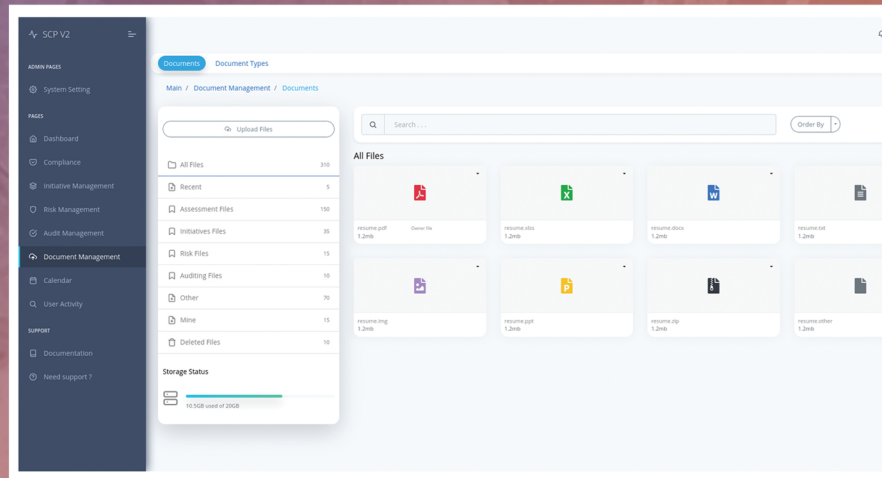 SCP V2
ADMIN PAGES
System Setting
PAGES
Dashboard
Compliance
Initiative Management
Risk Management
Audit Management
Document Management
Calendar
User Activity
SUPPORT
Documentation
Need support ?
Documents Document Types
Main / Document Management / Documents
Upload Files
All Files 310
Recent 5
Assessment Files 150
Initiatives Files 35
Risk Files 15
Auditing Files 10
Other 70
Mine 15
Deleted Files 10
Storage Status
10.5GB used of 20GB
Search . . .
Order By
All Files
resume.pdf
1.2mb
resume.xlsx
1.2mb
resume.docx
1.2mb
resume.txt
1.2mb
resume.img
1.2mb
resume.ppt
1.2mb
resume.zip
1.2mb
resume.other
1.2mb